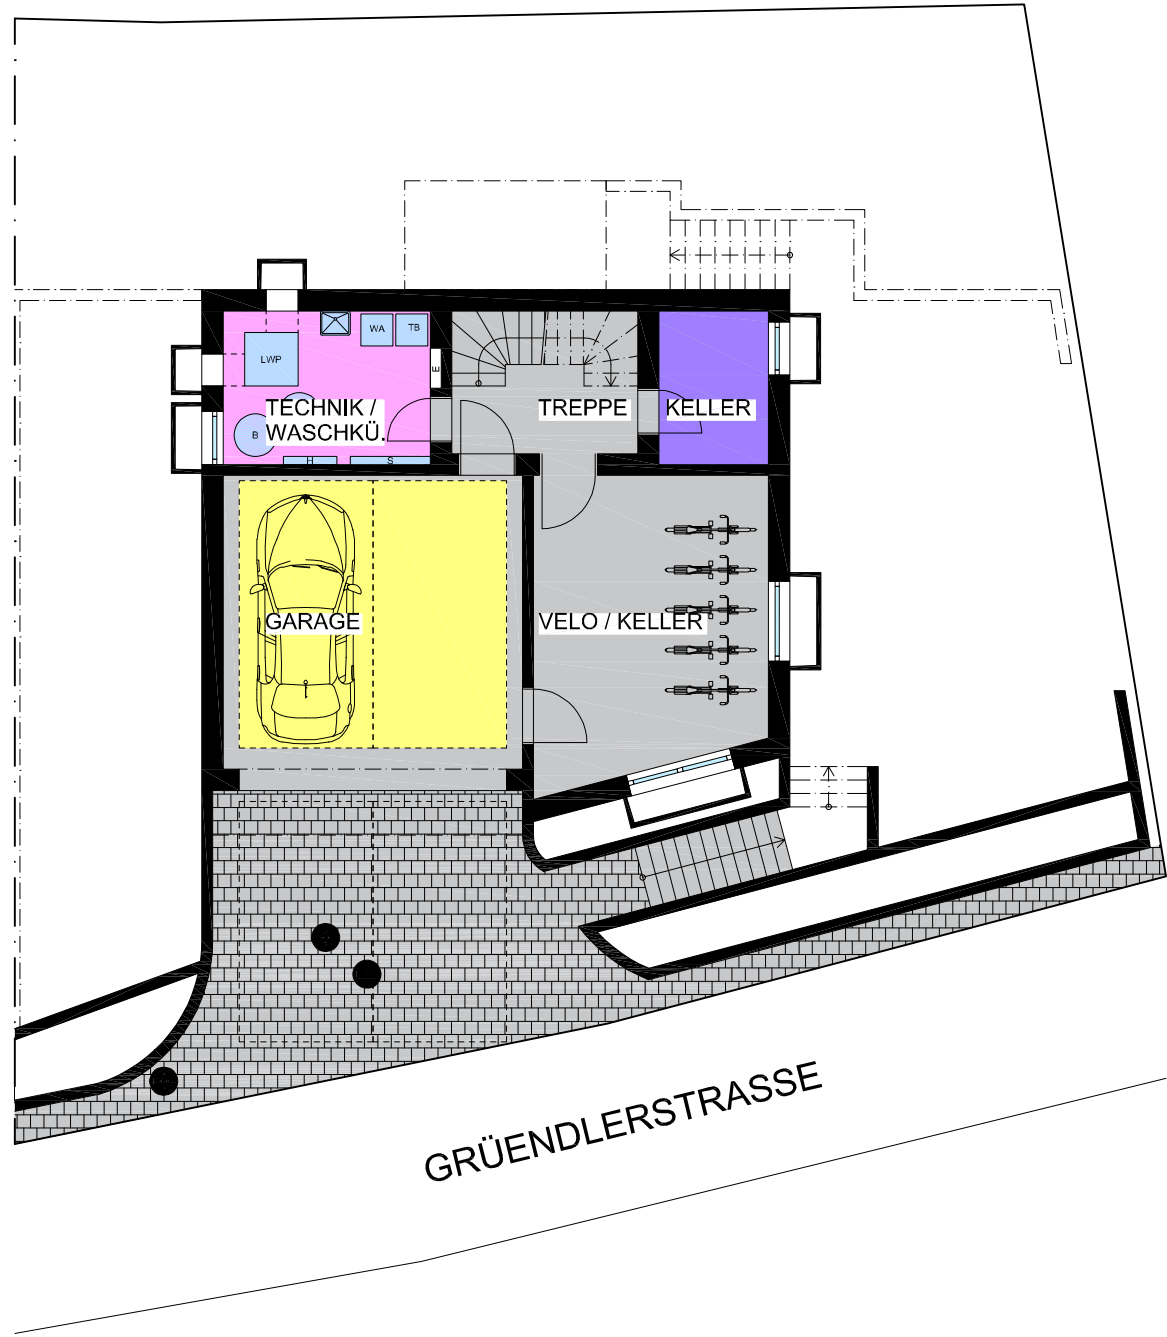 WA
TB
LWP
E
TECHNIK /
WASCHKÜ.
TREPPE
KELLER
B
H
S
GARAGE
VELO / KELLER
GRÜENDLERSTRASSE